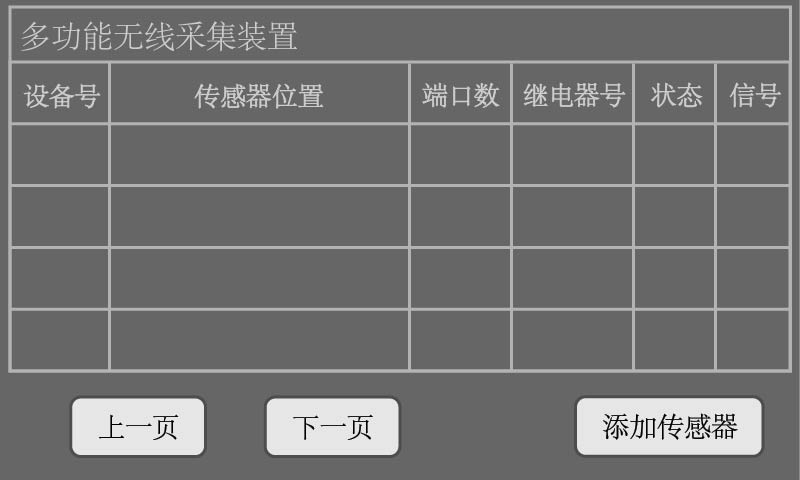 多功能无线采集装置
设备号 传感器位置 端口数 继电器号 状态 信号
上一页 下一页 添加传感器